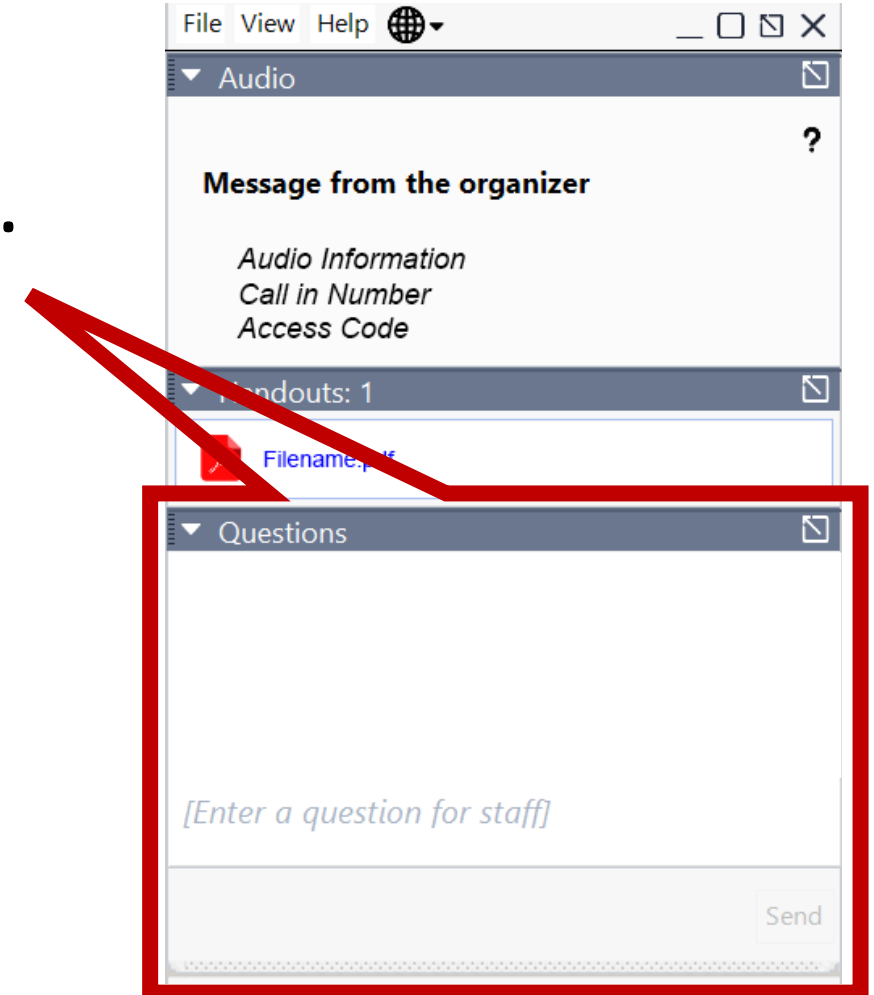 File View Help
Audio
?
Message from the organizer
Audio Information
Call in Number
Access Code
Handouts: 1
Filename.pdf
Questions
[Enter a question for staff]
Send